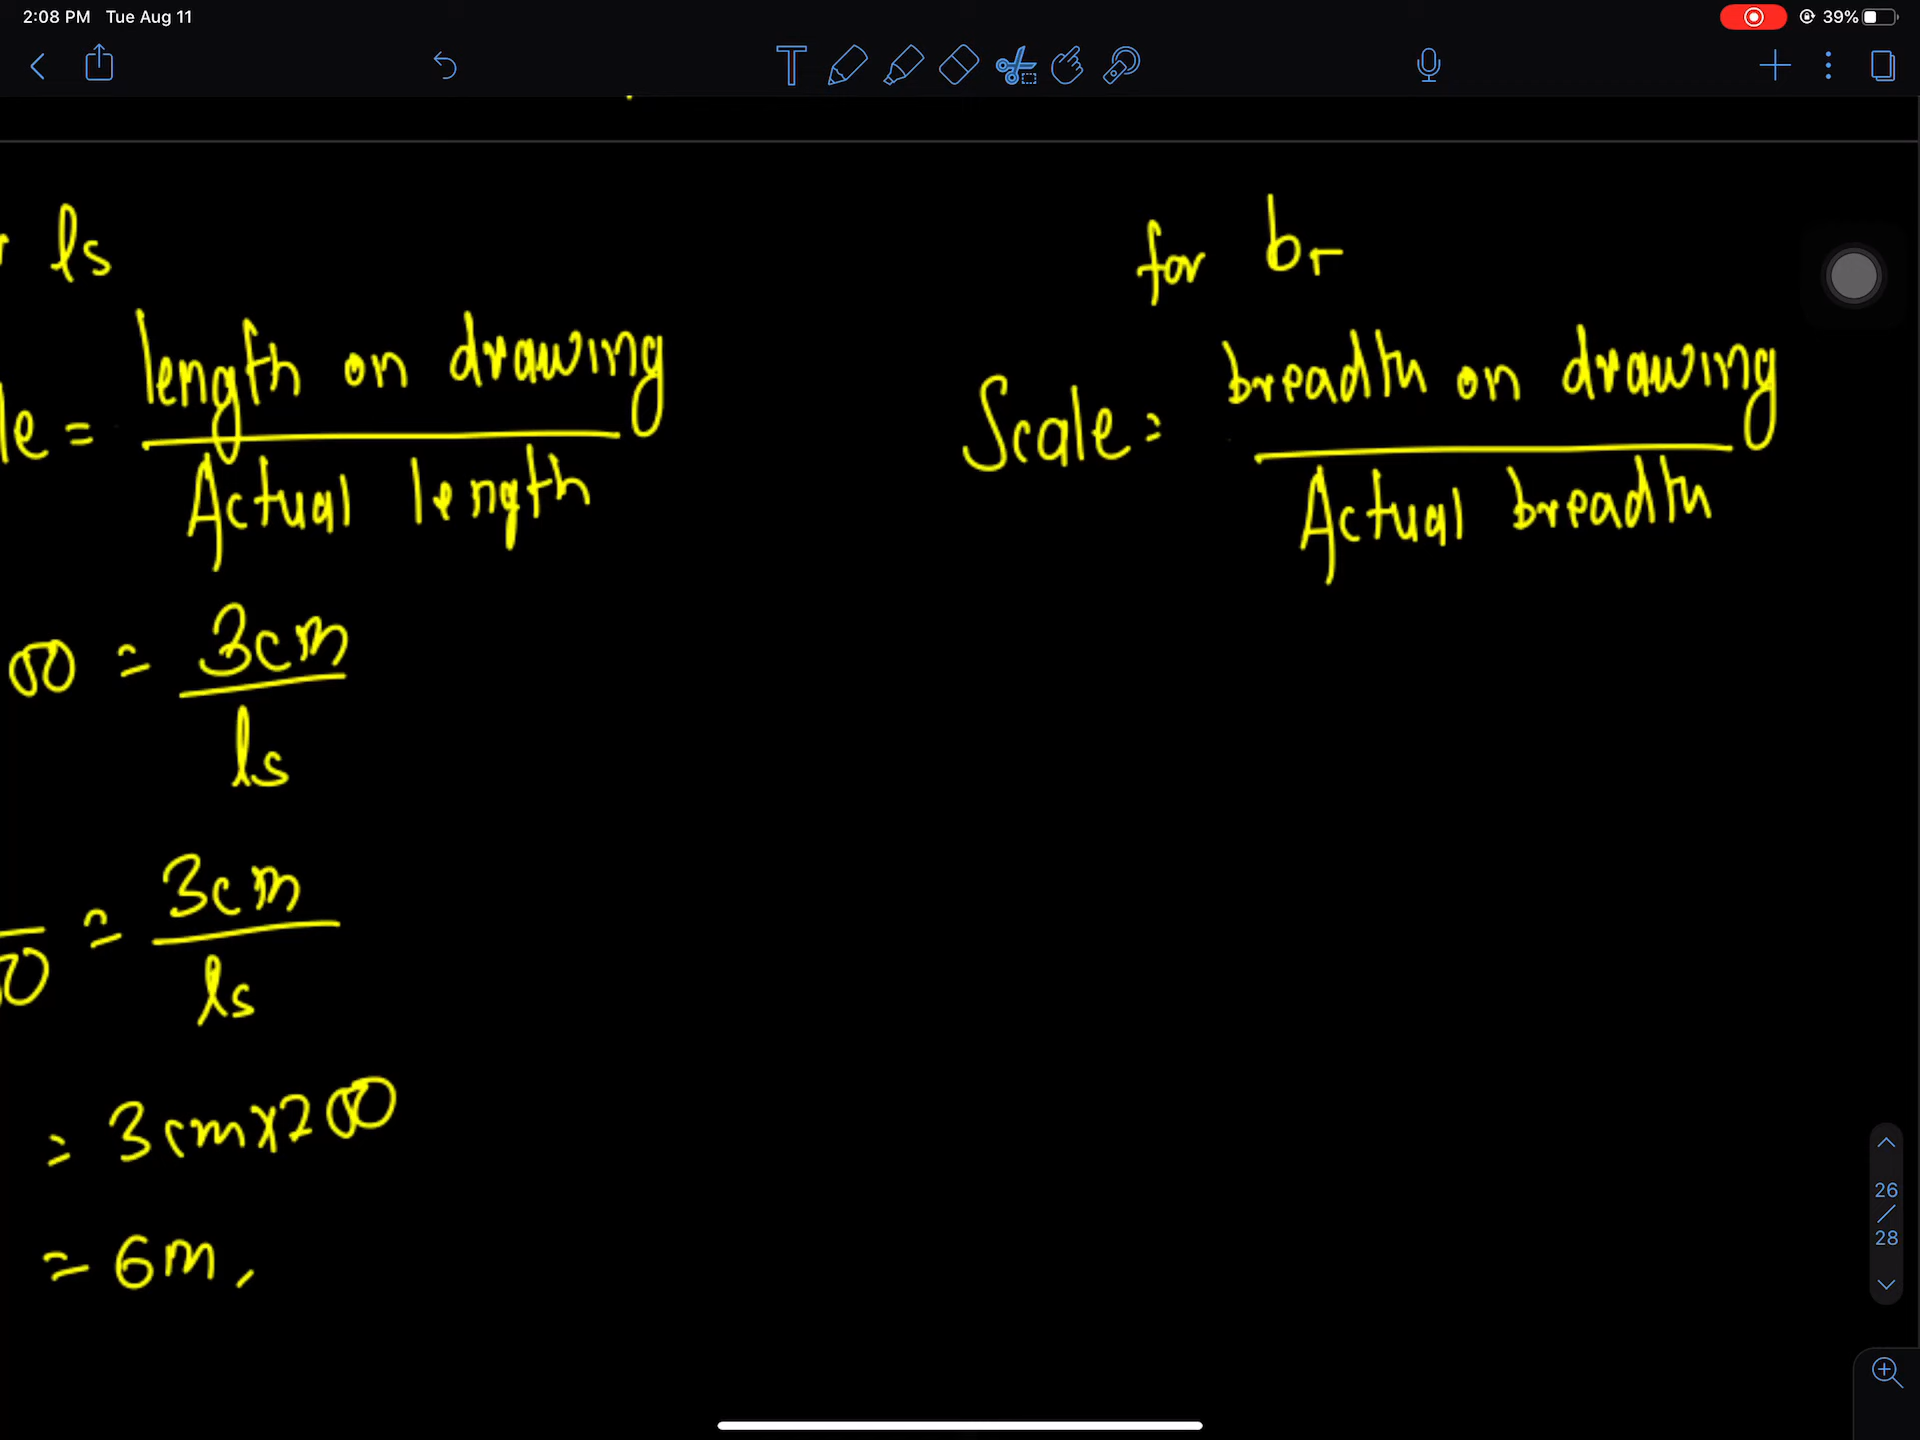 2:08 PM Tue Aug 11
39%
ls
le = length on drawing
Actual length
00 = 3cm
ls
= 3cm
ls
= 3cm×200
= 6m,
for br
Scale = breadth on drawing
Actual breadth
26
/
28